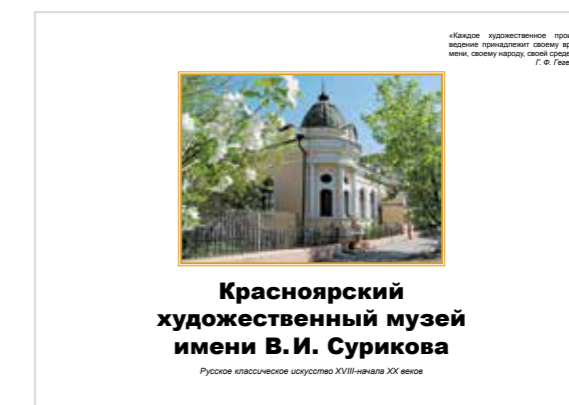 «Каждое художественное
ведение принадлежит своему
мени, своему народу, своей
Г. Ф.
Красноярский
художественный музей
имени В.И. Сурикова
Русское классическое искусство XVIII-начала XX веков